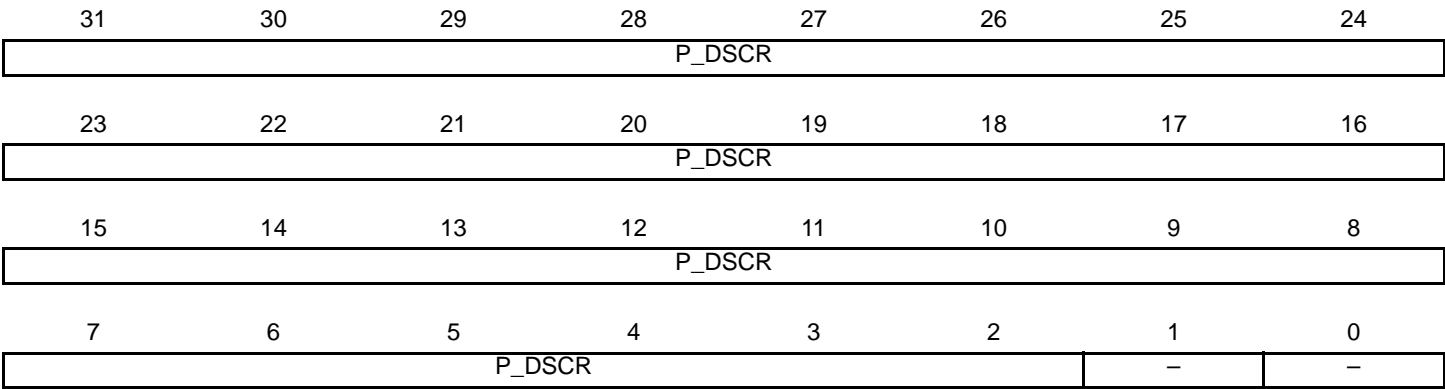 31 30 29 28 27 26 25 24
P_DSCR
23 22 21 20 19 18 17 16
P_DSCR
15 14 13 12 11 10 9 8
P_DSCR
7 6 5 4 3 2 1 0
P_DSCR – –